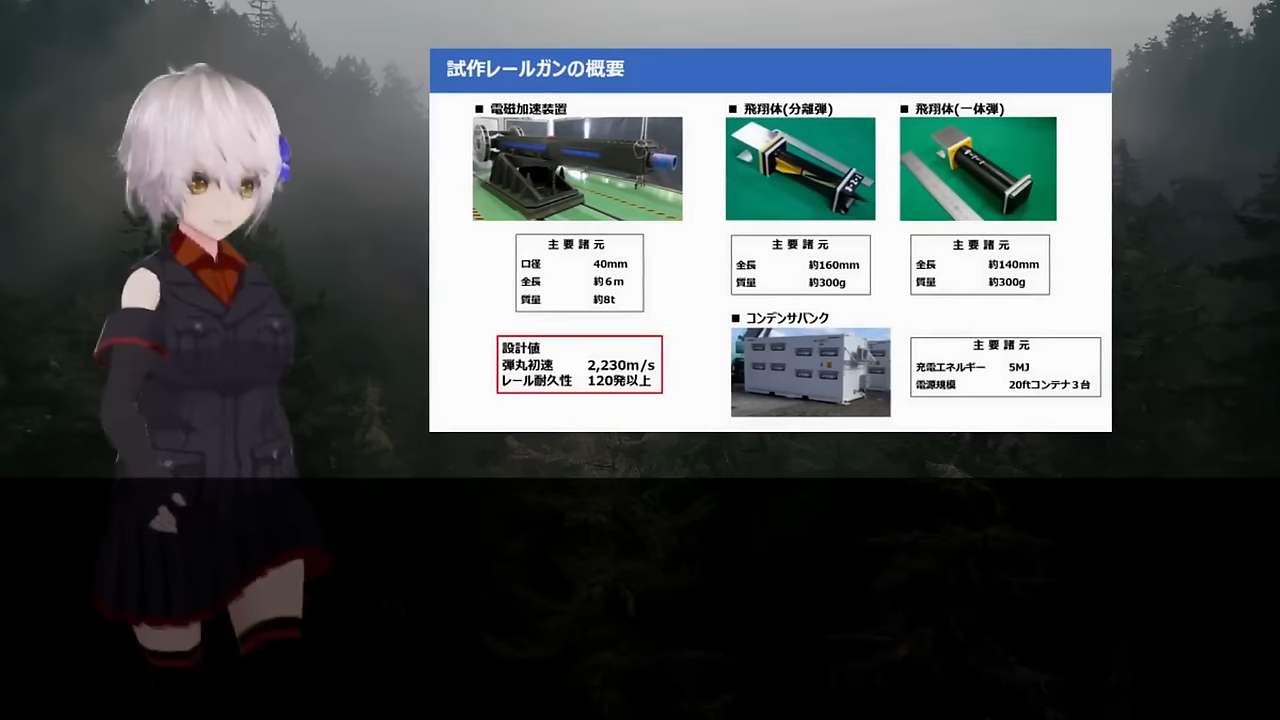 試作レールガンの概要
■ 電磁加速装置
■ 飛翔体(分離弾)
■ 飛翔体(一体弾)
主要諸元
口径 40mm
全長 約6m
質量 約8t
主要諸元
全長 約160mm
質量 約300g
主要諸元
全長 約140mm
質量 約300g
設計値
弾丸初速 2,230m/s
レール耐久性 120発以上
■ コンデンサバンク
主要諸元
充電エネルギー 5MJ
電源規模 20ftコンテナ3台